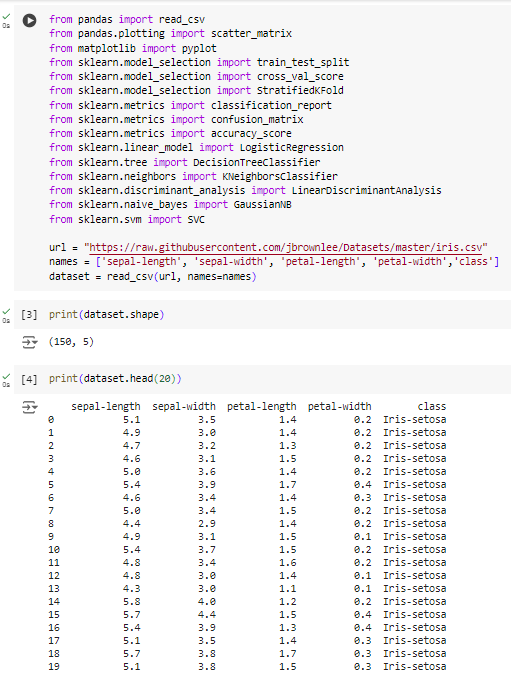 from pandas import read_csv
from pandas.plotting import scatter_matrix
from matplotlib import pyplot
from sklearn.model_selection import train_test_split
from sklearn.model_selection import cross_val_score
from sklearn.model_selection import StratifiedKFold
from sklearn.metrics import classification_report
from sklearn.metrics import confusion_matrix
from sklearn.metrics import accuracy_score
from sklearn.linear_model import LogisticRegression
from sklearn.tree import DecisionTreeClassifier
from sklearn.neighbors import KNeighborsClassifier
from sklearn.discriminant_analysis import LinearDiscriminantAnalysis
from sklearn.naive_bayes import GaussianNB
from sklearn.svm import SVC
url = "https://raw.githubusercontent.com/jbrownlee/Datasets/master/iris.csv"
names = ['sepal-length', 'sepal-width', 'petal-length', 'petal-width','class']
dataset = read_csv(url, names=names)
0s
[3] print(dataset.shape)
0s
(150, 5)
[4] print(dataset.head(20))
0s
sepal-length sepal-width petal-length petal-width class
0 5.1 3.5 1.4 0.2 Iris-setosa
1 4.9 3.0 1.4 0.2 Iris-setosa
2 4.7 3.2 1.3 0.2 Iris-setosa
3 4.6 3.1 1.5 0.2 Iris-setosa
4 5.0 3.6 1.4 0.2 Iris-setosa
5 5.4 3.9 1.7 0.4 Iris-setosa
6 4.6 3.4 1.4 0.3 Iris-setosa
7 5.0 3.4 1.5 0.2 Iris-setosa
8 4.4 2.9 1.4 0.2 Iris-setosa
9 4.9 3.1 1.5 0.1 Iris-setosa
10 5.4 3.7 1.5 0.2 Iris-setosa
11 4.8 3.4 1.6 0.2 Iris-setosa
12 4.8 3.0 1.4 0.1 Iris-setosa
13 4.3 3.0 1.1 0.1 Iris-setosa
14 5.8 4.0 1.2 0.2 Iris-setosa
15 5.7 4.4 1.5 0.4 Iris-setosa
16 5.4 3.9 1.3 0.4 Iris-setosa
17 5.1 3.5 1.4 0.3 Iris-setosa
18 5.7 3.8 1.7 0.3 Iris-setosa
19 5.1 3.8 1.5 0.3 Iris-setosa